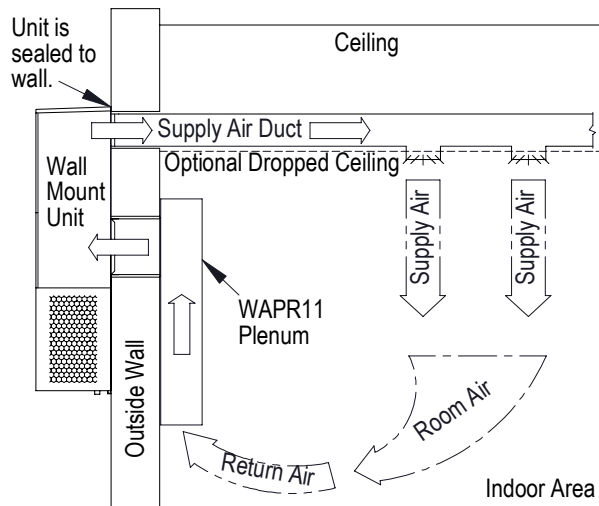 Unit is
sealed to
wall.
Ceiling
Supply Air Duct
Optional Dropped Ceiling
Wall
Mount
Unit
Supply Air
Supply Air
WAPR11
Plenum
Outside Wall
Room Air
Return Air
Indoor Area